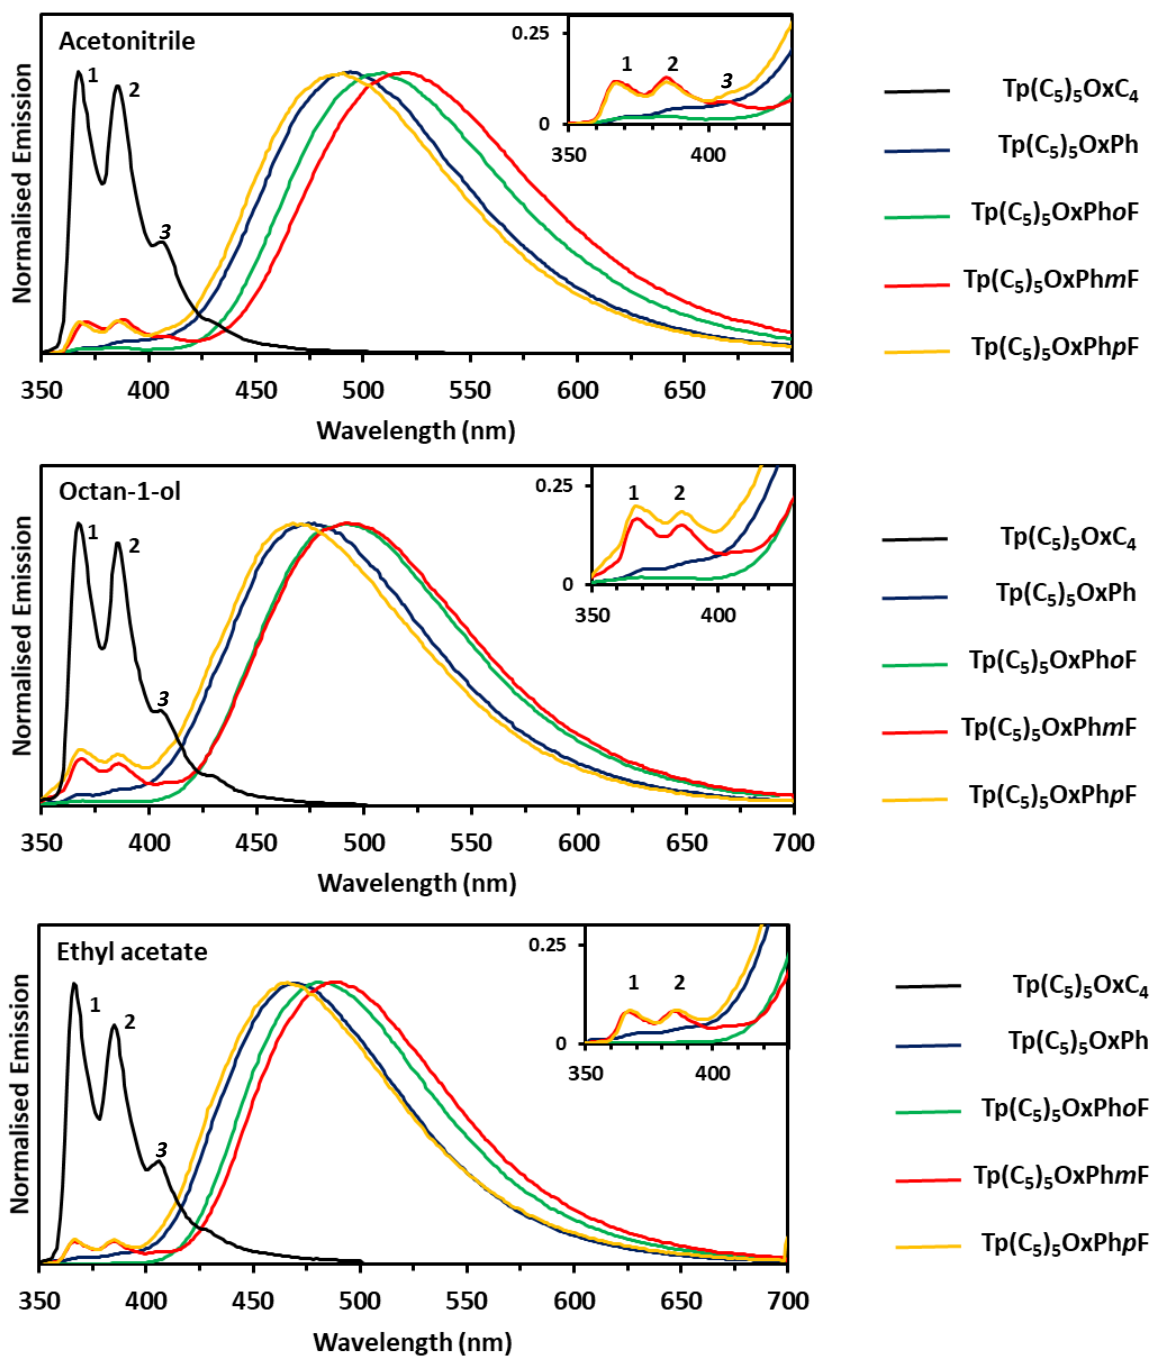 Acetonitrile
Normalised Emission
1
2
3
0.25
0
1
2
3
350
400
350 400 450 500 550 600 650 700
Wavelength (nm)
Tp(C₅)₅OxC₄
Tp(C₅)₅OxPh
Tp(C₅)₅OxPhoF
Tp(C₅)₅OxPhmF
Tp(C₅)₅OxPhpF
Octan-1-ol
Normalised Emission
1
2
3
0.25
0
1
2
350
400
350 400 450 500 550 600 650 700
Wavelength (nm)
Tp(C₅)₅OxC₄
Tp(C₅)₅OxPh
Tp(C₅)₅OxPhoF
Tp(C₅)₅OxPhmF
Tp(C₅)₅OxPhpF
Ethyl acetate
Normalised Emission
1
2
3
0.25
0
1
2
350
400
350 400 450 500 550 600 650 700
Wavelength (nm)
Tp(C₅)₅OxC₄
Tp(C₅)₅OxPh
Tp(C₅)₅OxPhoF
Tp(C₅)₅OxPhmF
Tp(C₅)₅OxPhpF